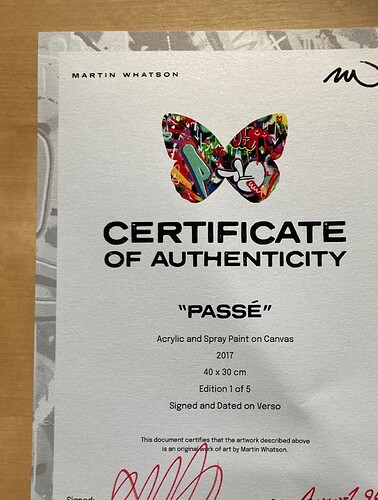 MARTIN WHATSON
CERTIFICATE
OF AUTHENTICITY
"PASSÉ"
Acrylic and Spray Paint on Canvas
2017
40 x 30 cm
Edition 1 of 5
Signed and Dated on Verso
This document certifies that the artwork described above
is an original work of art by Martin Whatson.
Signed: